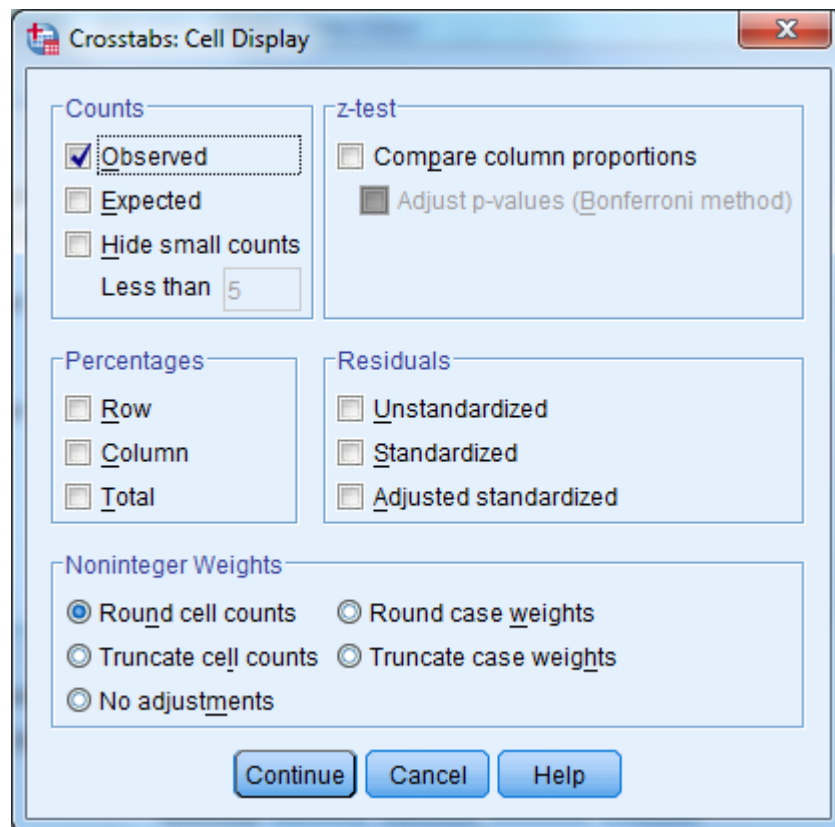 Crosstabs: Cell Display
Counts
Observed
Expected
Hide small counts
Less than 5
z-test
Compare column proportions
Adjust p-values (Bonferroni method)
Percentages
Row
Column
Total
Residuals
Unstandardized
Standardized
Adjusted standardized
Noninteger Weights
Round cell counts
Round case weights
Truncate cell counts
Truncate case weights
No adjustments
Continue
Cancel
Help